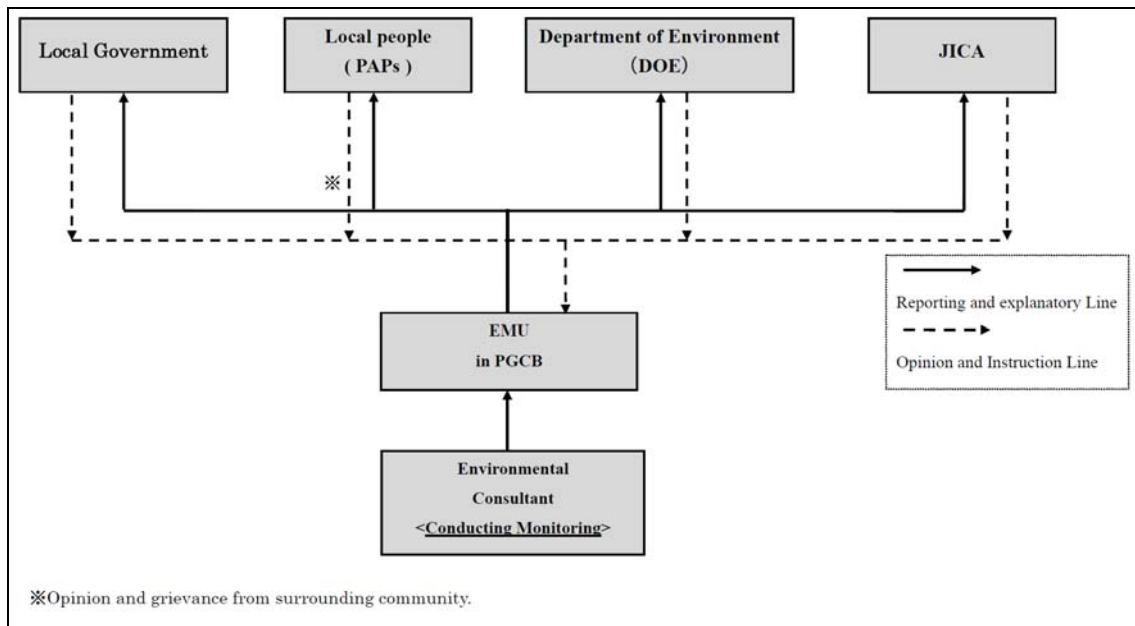 Local Government
Local people
( PAPs )
Department of Environment
(DOE)
JICA
※
EMU
in PGCB
Reporting and explanatory Line
Opinion and Instruction Line
Environmental
Consultant
<Conducting Monitoring>
※Opinion and grievance from surrounding community.